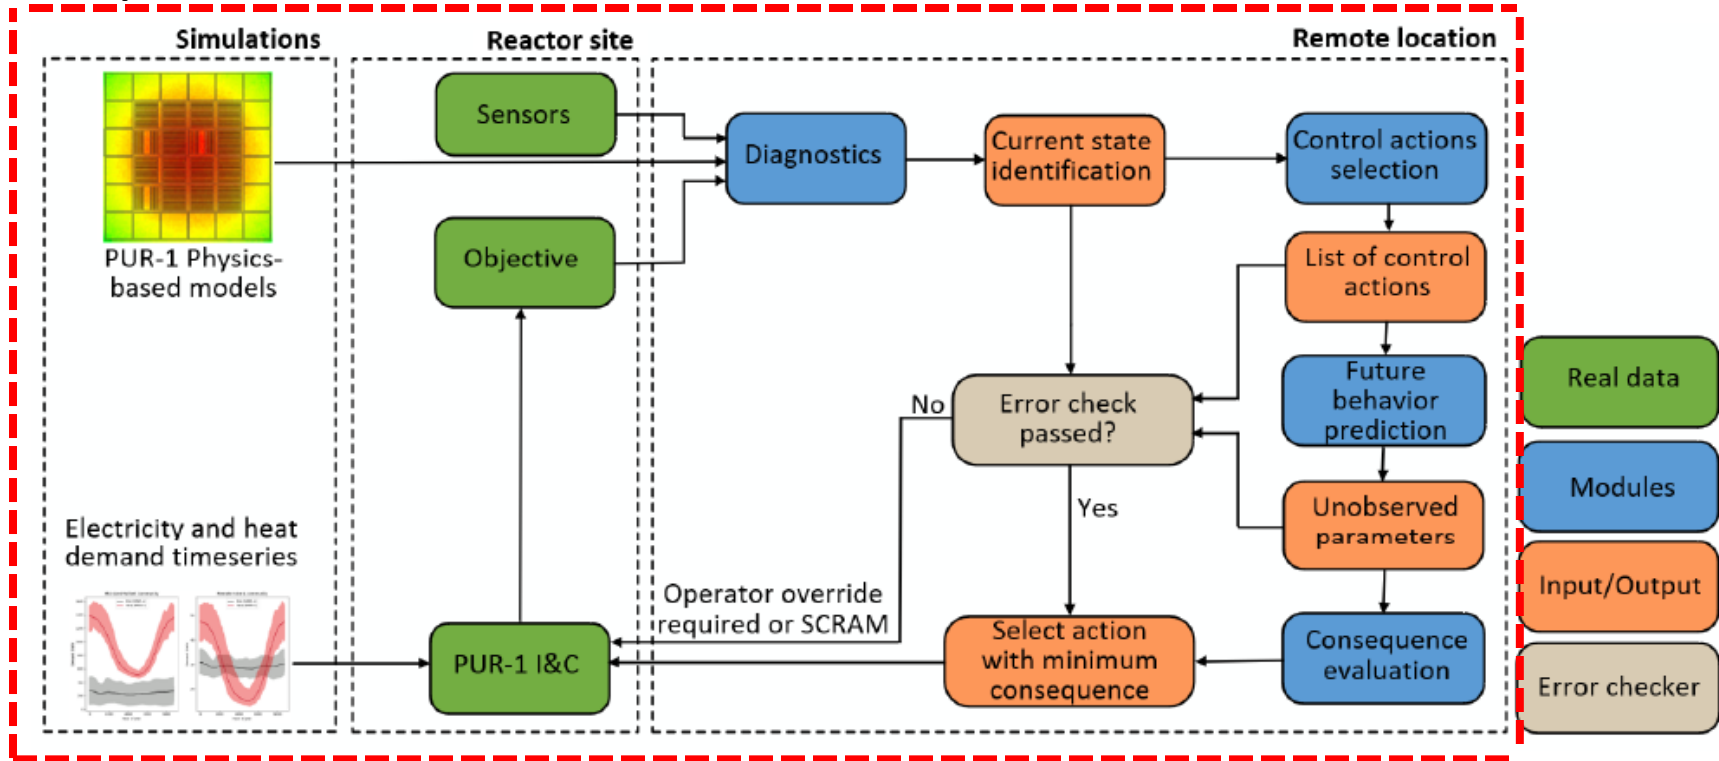 Simulations
Reactor site
Remote location
Sensors
Diagnostics
Current state
identification
Control actions
selection
PUR-1 Physics-
based models
Objective
List of control
actions
Future
behavior
prediction
No
Error check
passed?
Yes
Unobserved
parameters
Electricity and heat
demand timeseries
Operator override
required or SCRAM
PUR-1 I&C
Select action
with minimum
consequence
Consequence
evaluation
Real data
Modules
Input/Output
Error checker